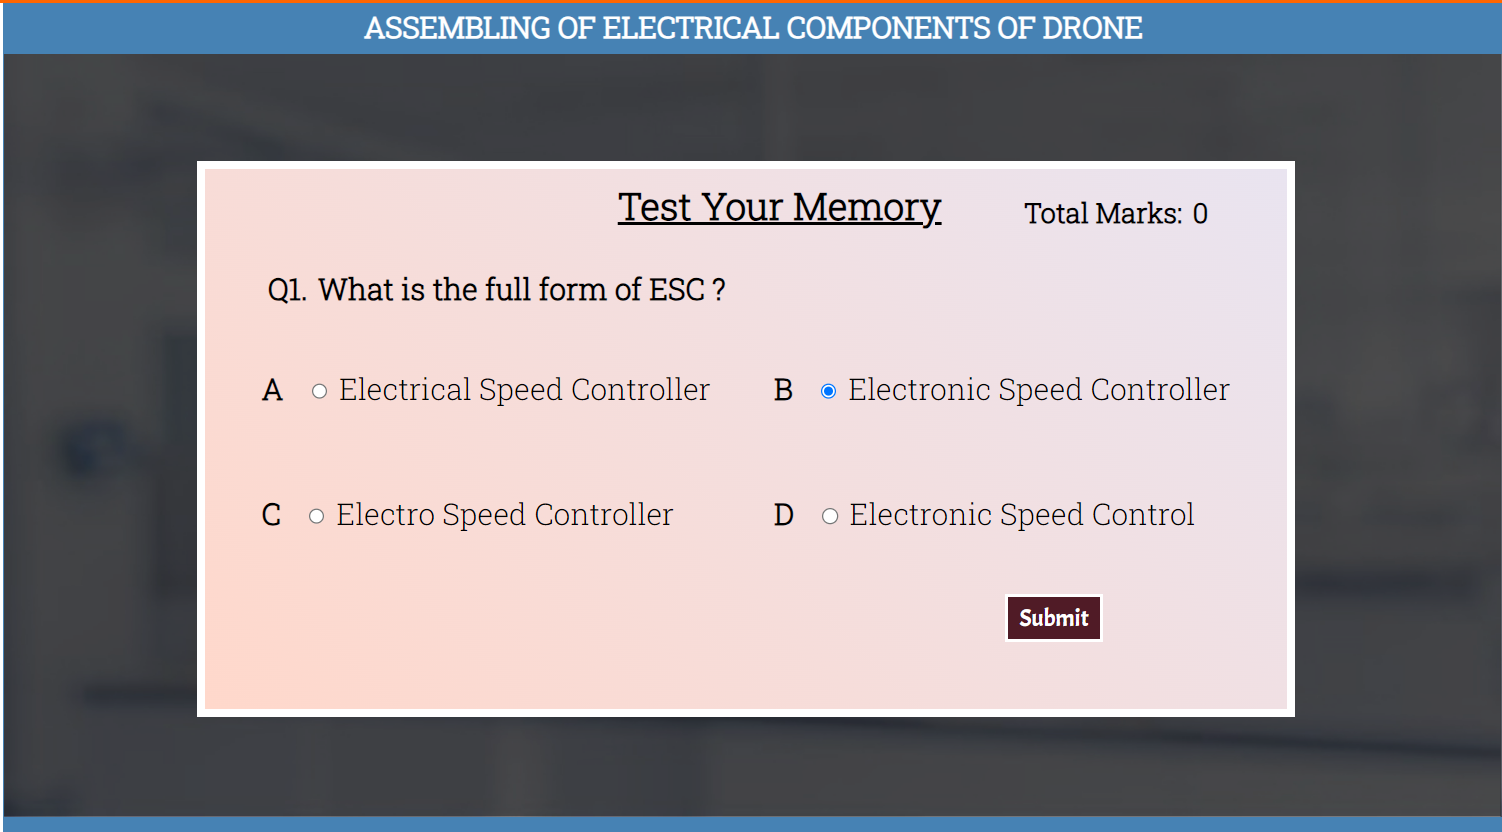 ASSEMBLING OF ELECTRICAL COMPONENTS OF DRONE
Test Your Memory
Total Marks: 0
Q1. What is the full form of ESC ?
A Electrical Speed Controller
B Electronic Speed Controller
C Electro Speed Controller
D Electronic Speed Control
Submit